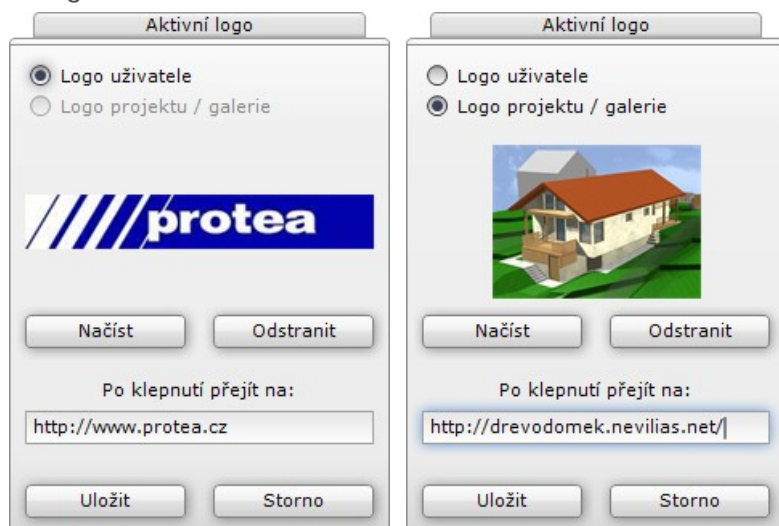 Aktivní logo
Logo uživatele
Logo projektu / galerie
protea
Načíst Odstranit
Po klepnutí přejít na:
http://www.protea.cz
Uložit Storno
Aktivní logo
Logo uživatele
Logo projektu / galerie
Načíst Odstranit
Po klepnutí přejít na:
http://drevodomek.nevilias.net/
Uložit Storno